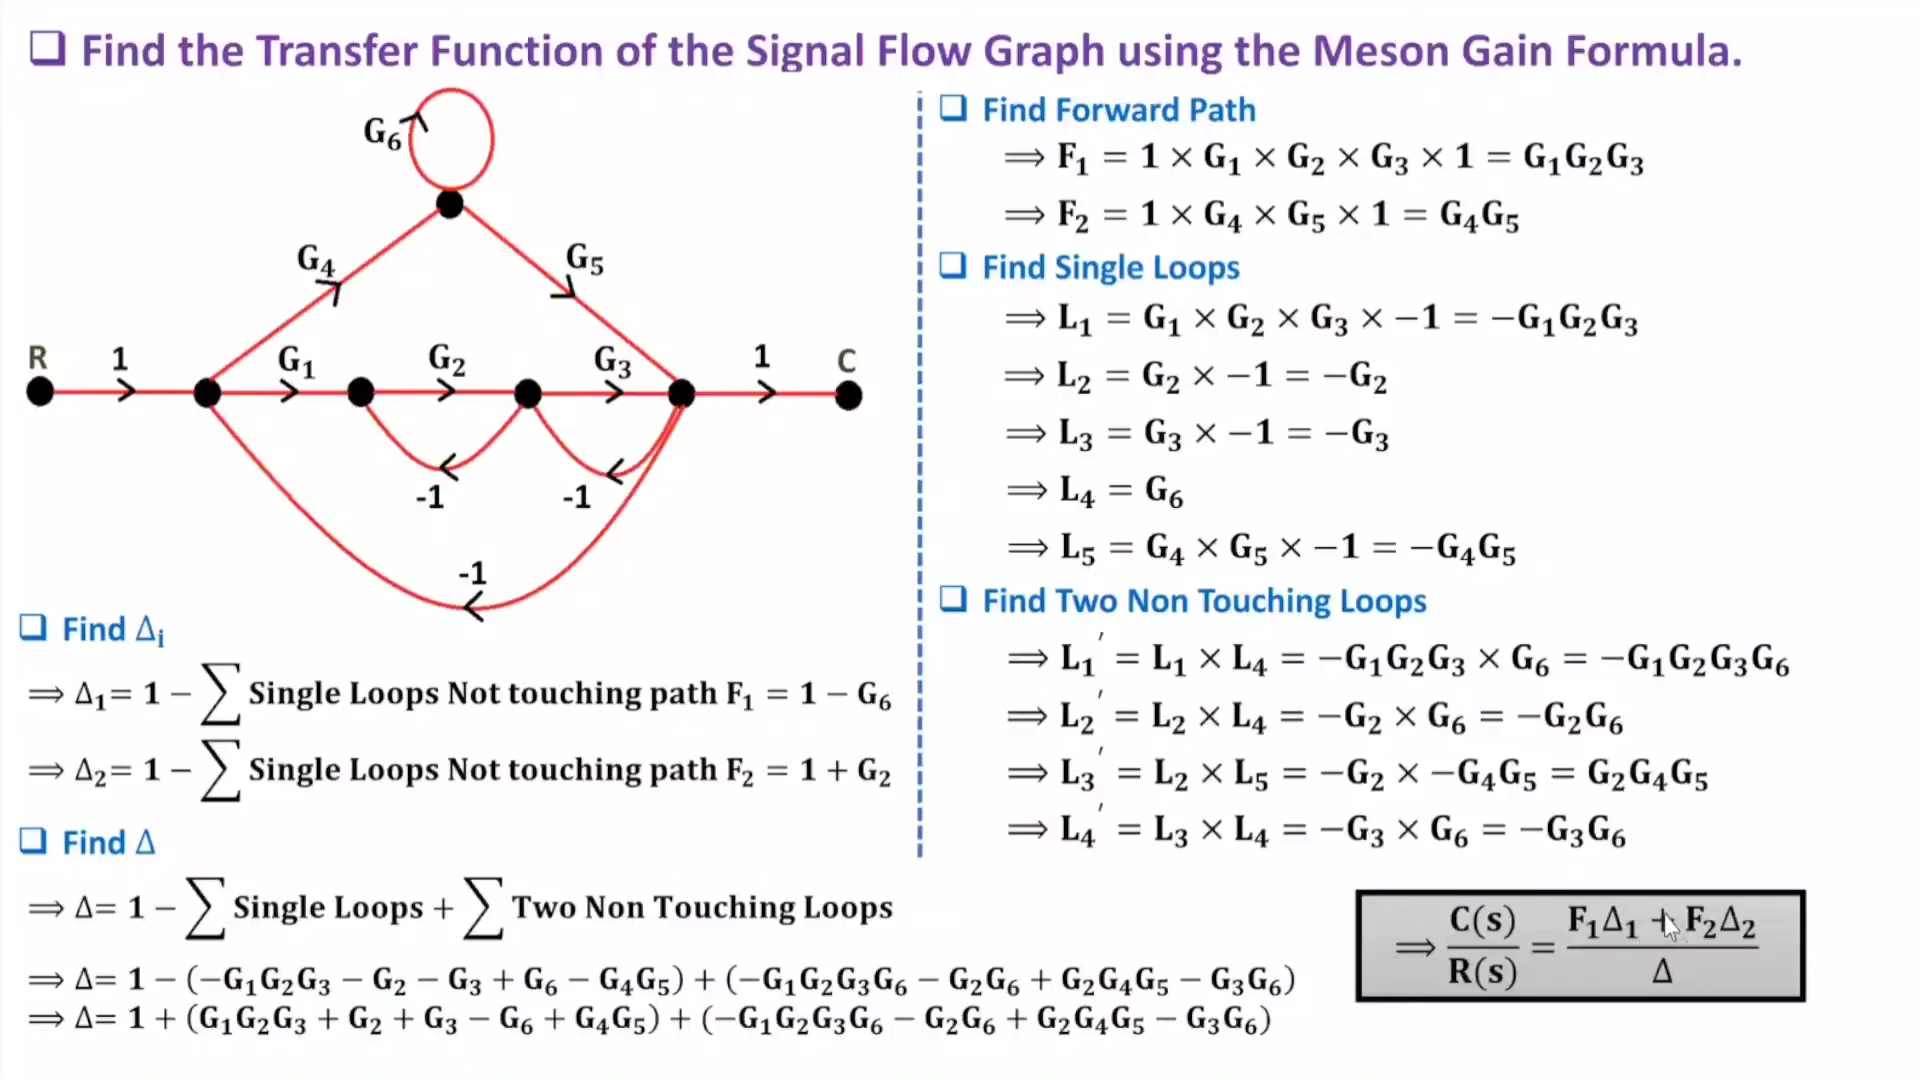 ❑ Find the Transfer Function of the Signal Flow Graph using the Meson Gain Formula.
G₆
G₄
G₅
R
1
G₁
G₂
G₃
1
C
-1
-1
-1
❑ Find Δᵢ
⟹ Δ₁= 1 − ∑ Single Loops Not touching path F₁ = 1 − G₆
⟹ Δ₂= 1 − ∑ Single Loops Not touching path F₂ = 1 + G₂
❑ Find Δ
⟹ Δ= 1 − ∑ Single Loops + ∑ Two Non Touching Loops
⟹ Δ= 1 − (−G₁G₂G₃ − G₂ − G₃ + G₆ − G₄G₅) + (−G₁G₂G₃G₆ − G₂G₆ + G₂G₄G₅ − G₃G₆)
⟹ Δ= 1 + (G₁G₂G₃ + G₂ + G₃ − G₆ + G₄G₅) + (−G₁G₂G₃G₆ − G₂G₆ + G₂G₄G₅ − G₃G₆)
❑ Find Forward Path
⟹ F₁ = 1 × G₁ × G₂ × G₃ × 1 = G₁G₂G₃
⟹ F₂ = 1 × G₄ × G₅ × 1 = G₄G₅
❑ Find Single Loops
⟹ L₁ = G₁ × G₂ × G₃ × −1 = −G₁G₂G₃
⟹ L₂ = G₂ × −1 = −G₂
⟹ L₃ = G₃ × −1 = −G₃
⟹ L₄ = G₆
⟹ L₅ = G₄ × G₅ × −1 = −G₄G₅
❑ Find Two Non Touching Loops
⟹ L₁′ = L₁ × L₄ = −G₁G₂G₃ × G₆ = −G₁G₂G₃G₆
⟹ L₂′ = L₂ × L₄ = −G₂ × G₆ = −G₂G₆
⟹ L₃′ = L₂ × L₅ = −G₂ × −G₄G₅ = G₂G₄G₅
⟹ L₄′ = L₃ × L₄ = −G₃ × G₆ = −G₃G₆
⟹ C(s)/R(s) = F₁Δ₁ + F₂Δ₂/Δ